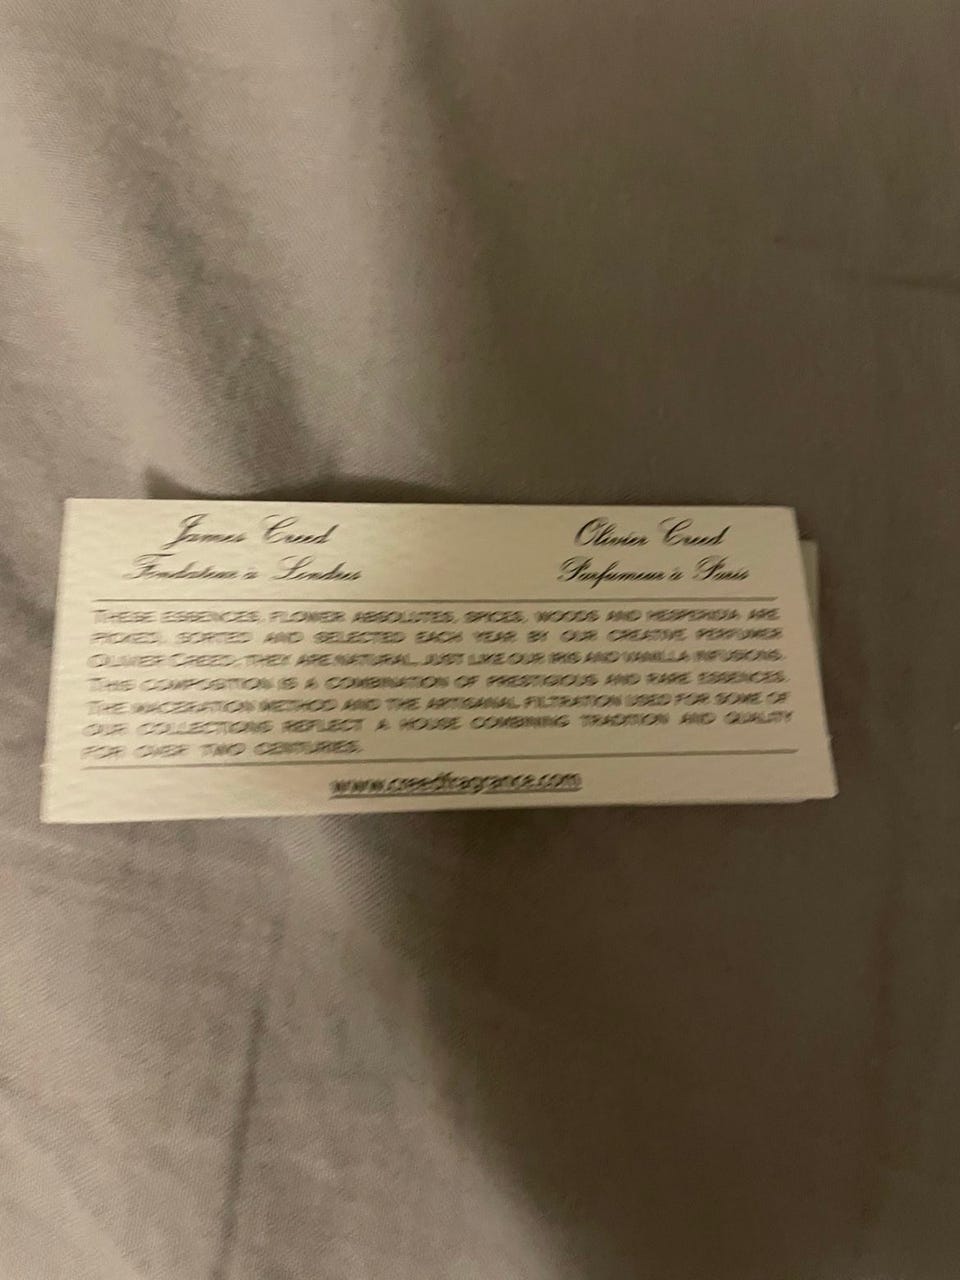 James Creed
Fondateur à Londres
Olivier Creed
Parfumeur à Paris
THESE ESSENCES, FLOWER ABSOLUTES, SPICES, WOODS AND HESPERIDIA ARE
PICKED, SORTED AND SELECTED EACH YEAR BY OUR CREATIVE PERFUMER
OLIVIER CREED; THEY ARE NATURAL, JUST LIKE OUR IRIS AND VANILLA INFUSIONS.
THIS COMPOSITION IS A COMBINATION OF PRESTIGIOUS AND RARE ESSENCES.
THE MACERATION METHOD AND THE ARTISANAL FILTRATION USED FOR SOME OF
OUR COLLECTIONS REFLECT A HOUSE COMBINING TRADITION AND QUALITY
FOR OVER TWO CENTURIES.
www.creedfragrance.com